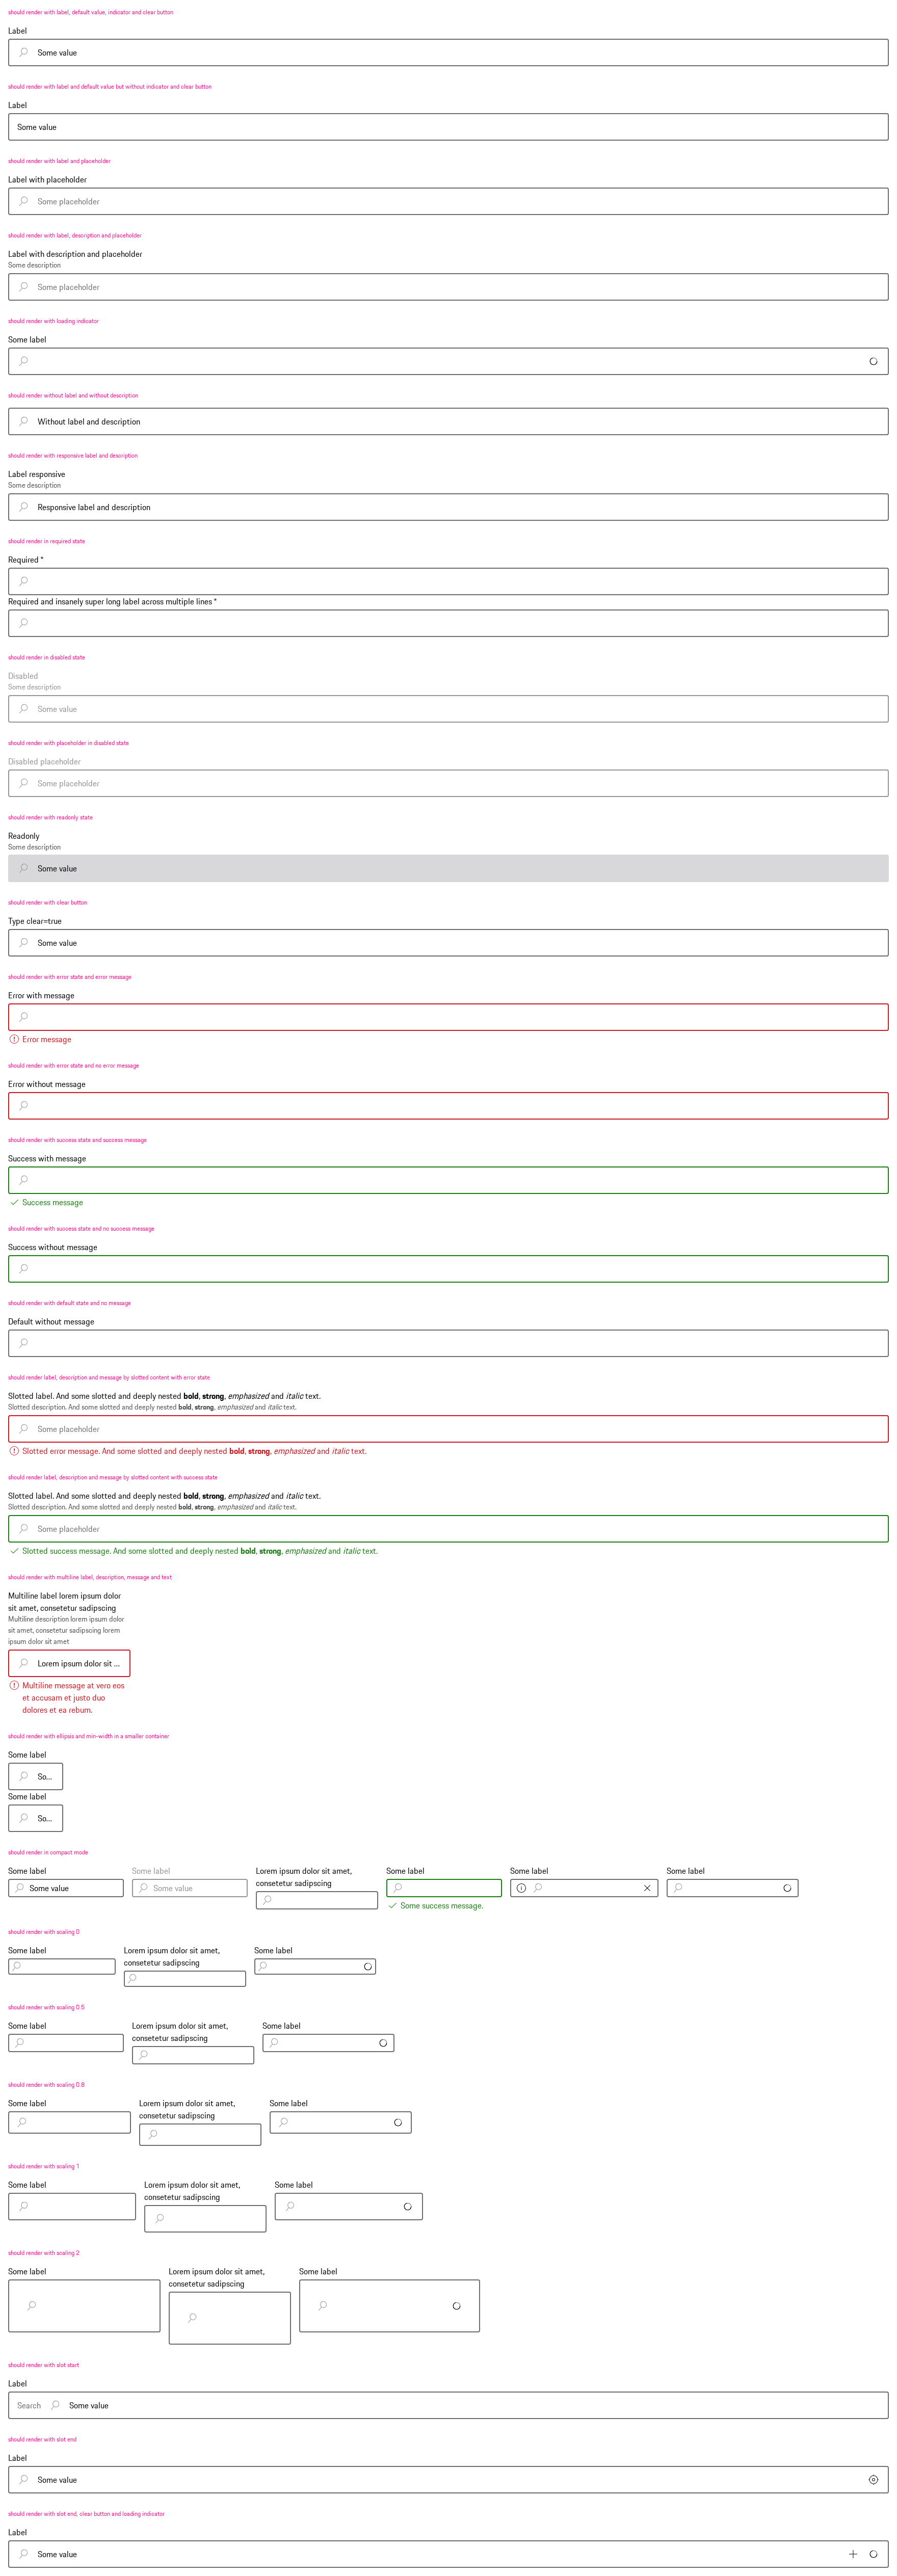 should render with label, default value, indicator and clear button
Label
Some value
should render with label and default value but without indicator and clear button
Label
Some value
should render with label and placeholder
Label with placeholder
Some placeholder
should render with label, description and placeholder
Label with description and placeholder
Some description
Some placeholder
should render with loading indicator
Some label
should render without label and without description
Without label and description
should render with responsive label and description
Label responsive
Some description
Responsive label and description
should render in required state
Required *
Required and insanely super long label across multiple lines *
should render in disabled state
Disabled
Some description
Some value
should render with placeholder in disabled state
Disabled placeholder
Some placeholder
should render with readonly state
Readonly
Some description
Some value
should render with clear button
Type clear=true
Some value
should render with error state and error message
Error with message
Error message
should render with error state and no error message
Error without message
should render with success state and success message
Success with message
Success message
should render with success state and no success message
Success without message
should render with default state and no message
Default without message
should render label, description and message by slotted content with error state
Slotted label. And some slotted and deeply nested bold, strong, emphasized and italic text.
Slotted description. And some slotted and deeply nested bold, strong, emphasized and italic text.
Some placeholder
Slotted error message. And some slotted and deeply nested bold, strong, emphasized and italic text.
should render label, description and message by slotted content with success state
Slotted label. And some slotted and deeply nested bold, strong, emphasized and italic text.
Slotted description. And some slotted and deeply nested bold, strong, emphasized and italic text.
Some placeholder
Slotted success message. And some slotted and deeply nested bold, strong, emphasized and italic text.
should render with multiline label, description, message and text
Multiline label lorem ipsum dolor
sit amet, consetetur sadipscing
Multiline description lorem ipsum dolor
sit amet, consetetur sadipscing lorem
ipsum dolor sit amet
Lorem ipsum dolor sit ...
Multiline message at vero eos
et accusam et justo duo
dolores et ea rebum.
should render with ellipsis and min-width in a smaller container
Some label
So...
Some label
So...
should render in compact mode
Some label
Some value
Some label
Some value
Lorem ipsum dolor sit amet,
consetetur sadipscing
Some label
Some success message.
Some label
Some label
should render with scaling 0
Some label
Lorem ipsum dolor sit amet,
consetetur sadipscing
Some label
should render with scaling 0.5
Some label
Lorem ipsum dolor sit amet,
consetetur sadipscing
Some label
should render with scaling 0.8
Some label
Lorem ipsum dolor sit amet,
consetetur sadipscing
Some label
should render with scaling 1
Some label
Lorem ipsum dolor sit amet,
consetetur sadipscing
Some label
should render with scaling 2
Some label
Lorem ipsum dolor sit amet,
consetetur sadipscing
Some label
should render with slot start
Label
Search
Some value
should render with slot end
Label
Some value
should render with slot end, clear button and loading indicator
Label
Some value